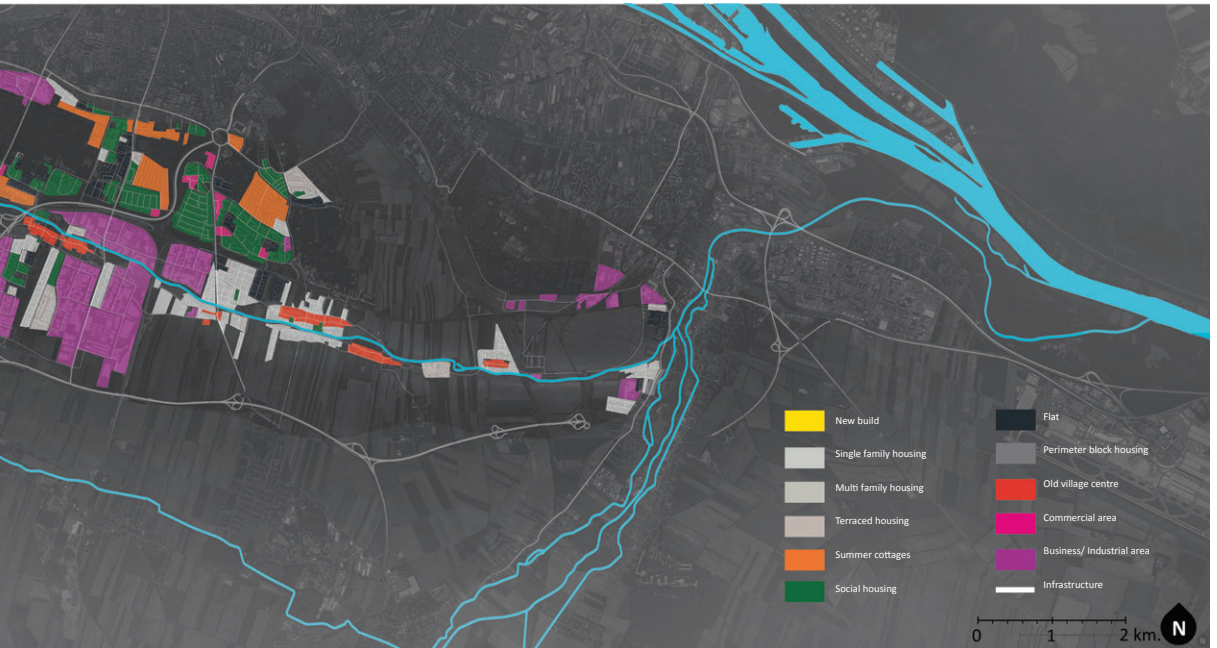 New build
Single family housing
Multi family housing
Terraced housing
Summer cottages
Social housing
Flat
Perimeter block housing
Old village centre
Commercial area
Business/ Industrial area
Infrastructure
0 1 2 km.
N
N